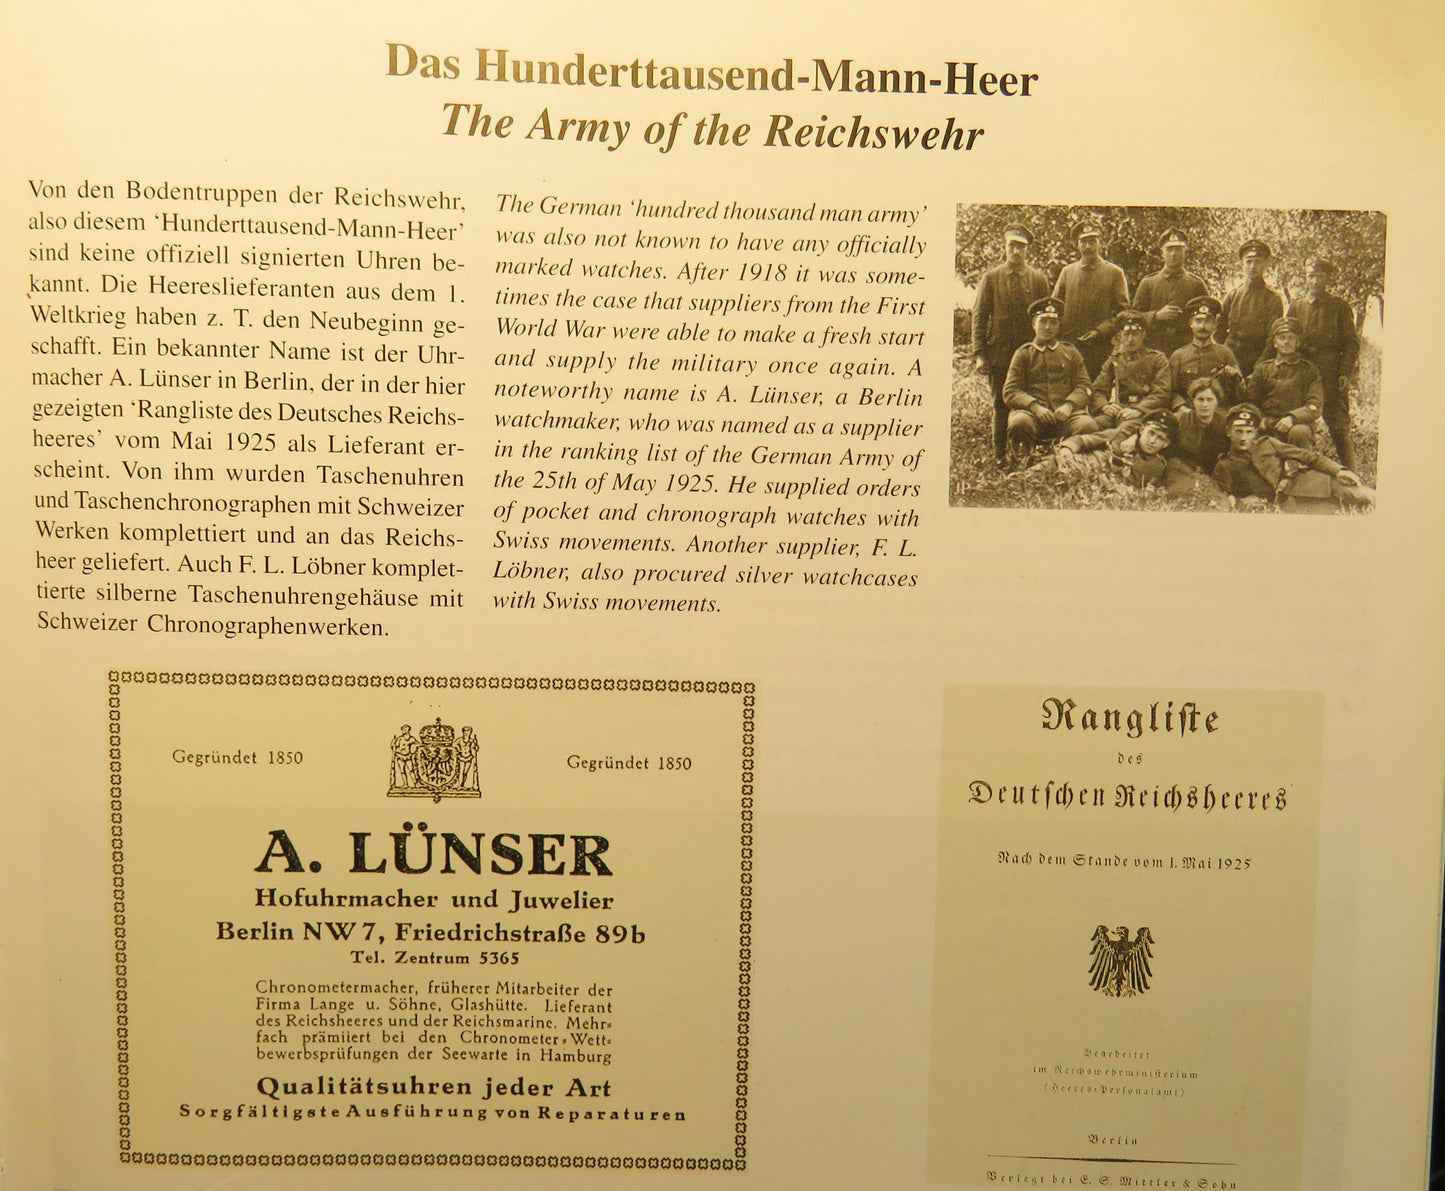 Das Hunderttausend-Mann-Heer
The Army of the Reichswehr
Von den Bodentruppen der Reichswehr,
also diesem ‘Hunderttausend-Mann-Heer’
sind keine offiziell signierten Uhren be-
kannt. Die Heereslieferanten aus dem 1.
Weltkrieg haben z. T. den Neubeginn ge-
schafft. Ein bekannter Name ist der Uhr-
macher A. Lünser in Berlin, der in der hier
gezeigten ‘Rangliste des Deutsches Reichs-
heeres’ vom Mai 1925 als Lieferant er-
scheint. Von ihm wurden Taschenuhren
und Taschenchronographen mit Schweizer
Werken komplettiert und an das Reichs-
heer geliefert. Auch F. L. Löbner komplet-
tierte silberne Taschenuhrengehäuse mit
Schweizer Chronographenwerken.
The German ‘hundred thousand man army’
was also not known to have any officially
marked watches. After 1918 it was some-
times the case that suppliers from the First
World War were able to make a fresh start
and supply the military once again. A
noteworthy name is A. Lünser, a Berlin
watchmaker, who was named as a supplier
in the ranking list of the German Army of
the 25th of May 1925. He supplied orders
of pocket and chronograph watches with
Swiss movements. Another supplier, F. L.
Löbner, also procured silver watchcases
with Swiss movements.
IP
Gegründet 1850
Gegründet 1850
A. LÜNSER
Hofuhrmacher und Juwelier
Berlin NW 7, Friedrichstraße 89b
Tel. Zentrum 5365
Chronometermacher, früherer Mitarbeiter der
Firma Lange u. Söhne, Glashütte. Lieferant
des Reichsheeres und der Reichsmarine. Mehr-
fach prämiiert bei den Chronometer-Wett-
bewerbsprüfungen der Seewarte in Hamburg
Qualitätsuhren jeder Art
Sorgfältigste Ausführung von Reparaturen
Rangliste
des
Deutschen Reichsheeres
Nach dem Stande vom 1. Mai 1925
Bearbeitet
im Reichswehrministerium
(Heeres-Personalamt)
Berlin
Verlegt bei E. S. Mittler & Sohn